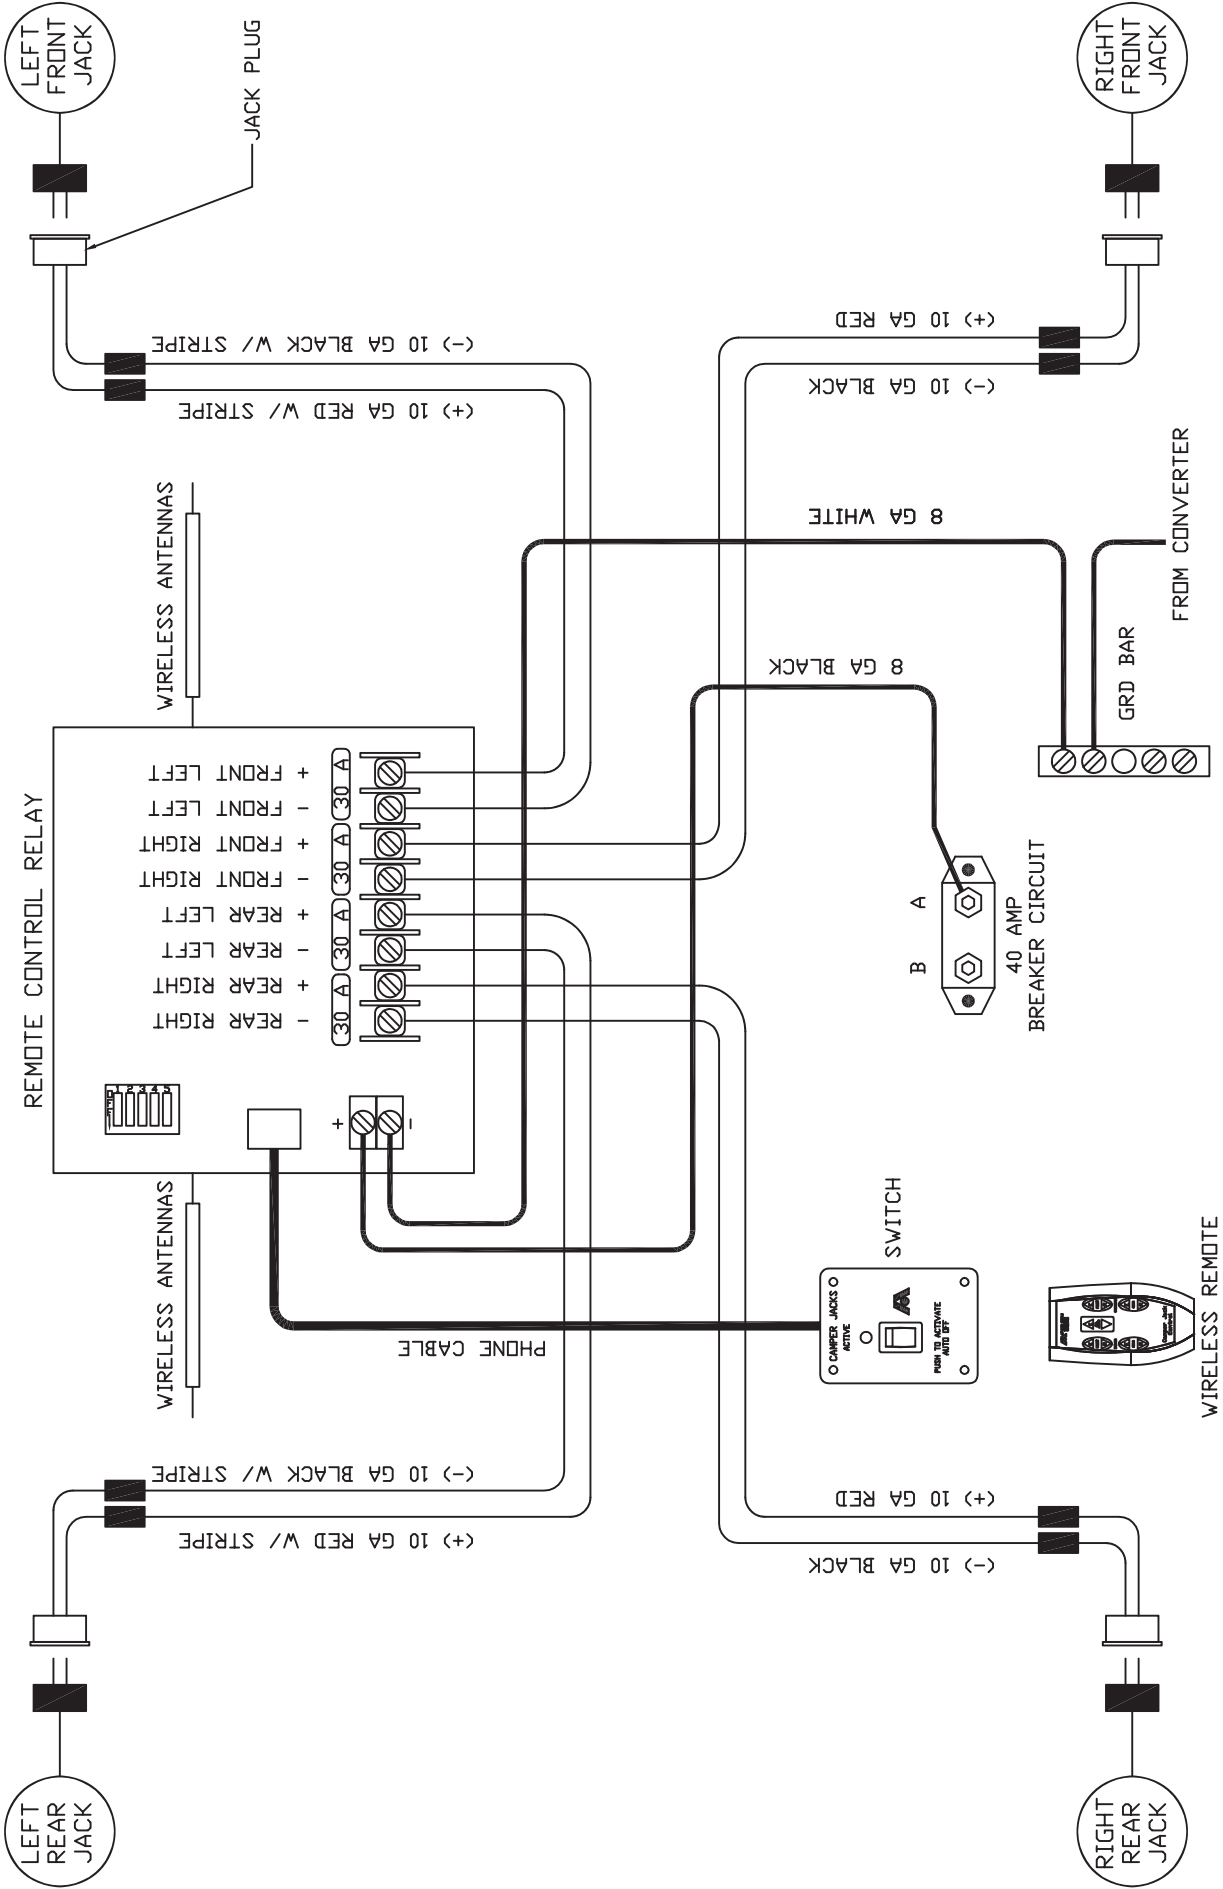 LEFT
FRONT
JACK
JACK PLUG
RIGHT
FRONT
JACK
(-) 10 GA BLACK W/ STRIPE
(+) 10 GA RED W/ STRIPE
(+) 10 GA RED
(-) 10 GA BLACK
WIRELESS ANTENNAS
8 GA WHITE
FROM CONVERTER
GRD BAR
8 GA BLACK
REMOTE CONTROL RELAY
+ FRONT LEFT
- FRONT LEFT
+ FRONT RIGHT
- FRONT RIGHT
+ REAR LEFT
- REAR LEFT
+ REAR RIGHT
- REAR RIGHT
30 A
30 A
30 A
30 A
A
B
40 AMP
BREAKER CIRCUIT
OFF
1 2 3 4 5
+
-
WIRELESS ANTENNAS
PHONE CABLE
SWITCH
CAMPER JACKS
ACTIVE
PUSH TO ACTIVATE
AUTO OFF
Camper Jack
Control
WIRELESS REMOTE
(-) 10 GA BLACK W/ STRIPE
(+) 10 GA RED W/ STRIPE
(+) 10 GA RED
(-) 10 GA BLACK
LEFT
REAR
JACK
RIGHT
REAR
JACK